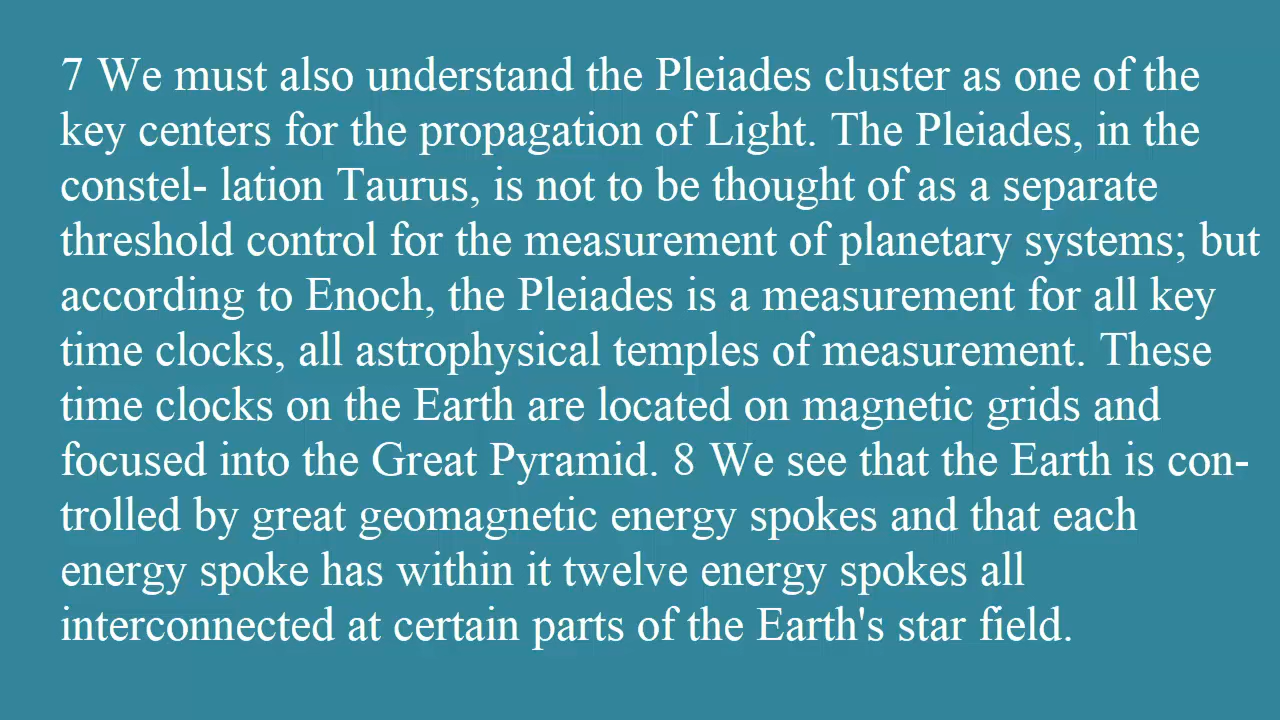 7 We must also understand the Pleiades cluster as one of the
key centers for the propagation of Light. The Pleiades, in the
constel- lation Taurus, is not to be thought of as a separate
threshold control for the measurement of planetary systems; but
according to Enoch, the Pleiades is a measurement for all key
time clocks, all astrophysical temples of measurement. These
time clocks on the Earth are located on magnetic grids and
focused into the Great Pyramid. 8 We see that the Earth is con-
trolled by great geomagnetic energy spokes and that each
energy spoke has within it twelve energy spokes all
interconnected at certain parts of the Earth's star field.